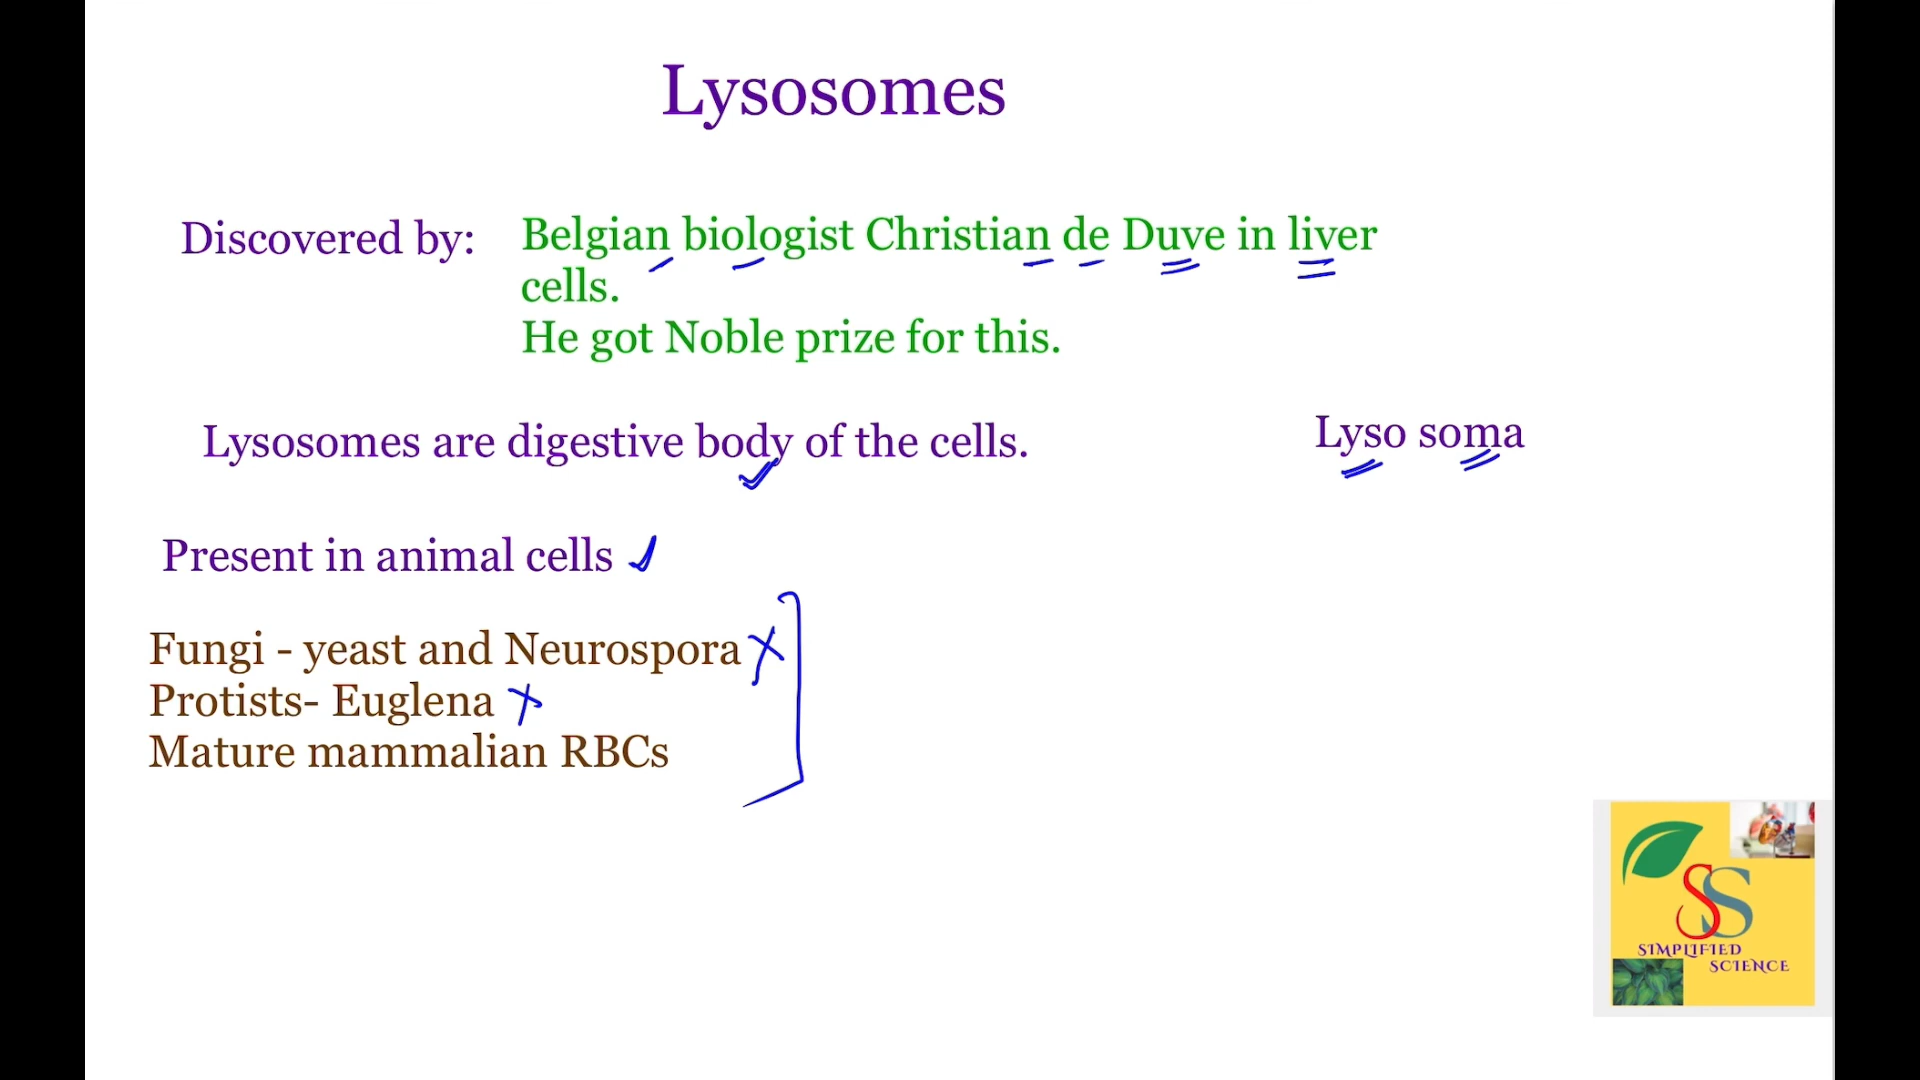 Lysosomes
Discovered by: Belgian biologist Christian de Duve in liver
cells.
He got Noble prize for this.
Lysosomes are digestive body of the cells.
Lyso soma
Present in animal cells
Fungi - yeast and Neurospora
Protists- Euglena
Mature mammalian RBCs
SS
SIMPLIFIED
SCIENCE